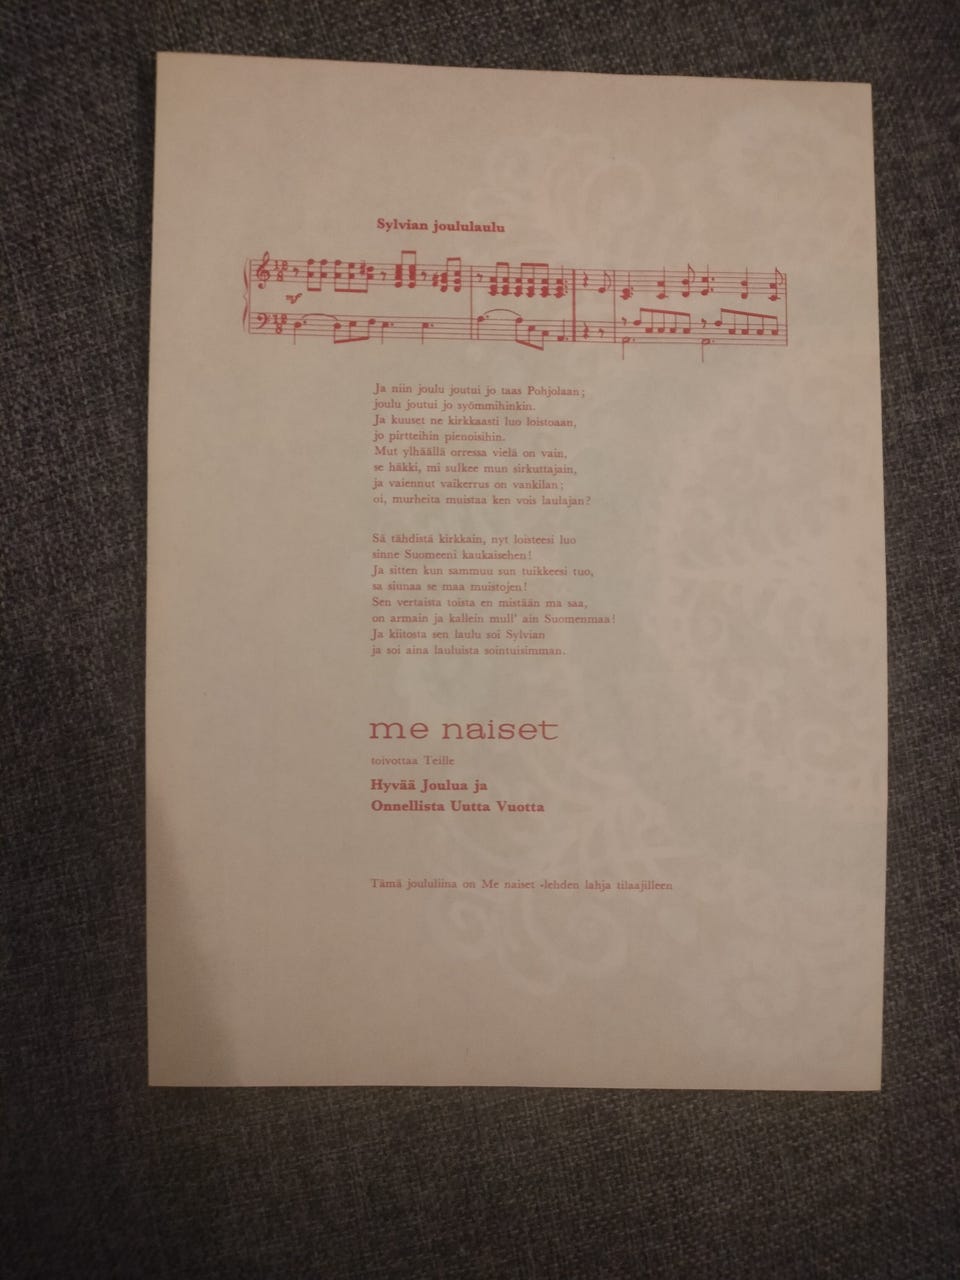 Sylvian joululaulu
mf
Ja niin joulu joutui jo taas Pohjolaan;
joulu joutui jo syömmihinkin.
Ja kuuset ne kirkkaasti luo loistoaan,
jo pirtteihin pienoisihin.
Mut ylhäällä orressa vielä on vain,
se häkki, mi sulkee mun sirkuttajain,
ja vaiennut vaikerrus on vankilan;
oi, murheita muistaa ken vois laulajan?
Sä tähdistä kirkkain, nyt loisteesi luo
sinne Suomeeni kaukaisehen!
Ja sitten kun sammuu sun tuikkeesi tuo,
sa siunaa se maa muistojen!
Sen vertaista toista en mistään ma saa,
on armain ja kallein mull' ain Suomenmaa!
Ja kiitosta sen laulu soi Sylvian
ja soi aina lauluista sointuisimman.
me naiset
toivottaa Teille
Hyvää Joulua ja
Onnellista Uutta Vuotta
Tämä joululiina on Me naiset -lehden lahja tilaajilleen